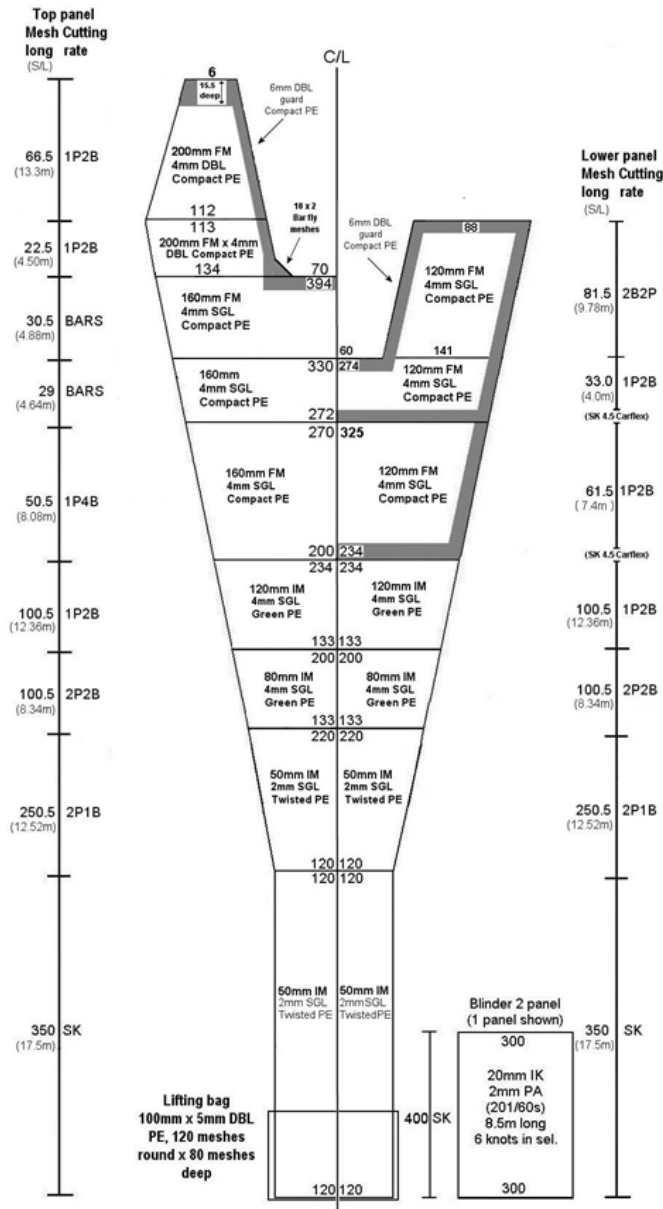 Top panel
Mesh Cutting
long rate
(S/L)
C/L
6
15.5
deep
6mm DBL
guard
Compact PE
200mm FM
4mm DBL
Compact PE
66.5 1P2B
(13.3m)
112
10 x 2
Bar fly
meshes
113
200mm FM x 4mm
DBL Compact PE
22.5 1P2B
(4.50m)
134
70
394
160mm FM
4mm SGL
Compact PE
30.5 BARS
(4.88m)
330
160mm
4mm SGL
Compact PE
29 BARS
(4.64m)
272
270
160mm FM
4mm SGL
Compact PE
50.5 1P4B
(8.08m)
200
234
120mm IM
4mm SGL
Green PE
100.5 1P2B
(12.36m)
133
200
80mm IM
4mm SGL
Green PE
100.5 2P2B
(8.34m)
133
220
50mm IM
2mm SGL
Twisted PE
250.5 2P1B
(12.52m)
120
120
50mm IM
2mm SGL
Twisted PE
350 SK
(17.5m)
Lifting bag
100mm x 5mm DBL
PE, 120 meshes
round x 80 meshes
deep
120
Lower panel
Mesh Cutting
long rate
(S/L)
6mm DBL
guard
Compact PE
88
120mm FM
4mm SGL
Compact PE
81.5 2B2P
(9.78m)
60
141
274
120mm FM
4mm SGL
Compact PE
33.0 1P2B
(4.0m)
(SK 4.5 Carflex)
325
120mm FM
4mm SGL
Compact PE
61.5 1P2B
( 7.4m )
(SK 4.5 Carflex)
234
234
120mm IM
4mm SGL
Green PE
100.5 1P2B
(12.36m)
133
200
80mm IM
4mm SGL
Green PE
100.5 2P2B
(8.34m)
133
220
50mm IM
2mm SGL
Twisted PE
250.5 2P1B
(12.52m)
120
120
50mm IM
2mmSGL
TwistedPE
350 SK
(17.5m)
120
400 SK
Blinder 2 panel
(1 panel shown)
300
20mm IK
2mm PA
(201/60s)
8.5m long
6 knots in sel.
300